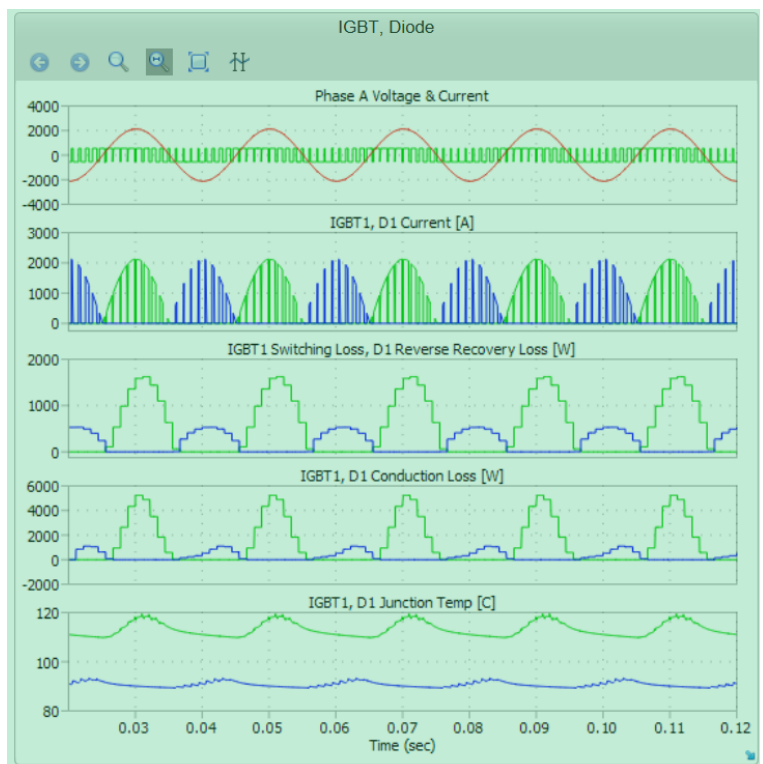 IGBT, Diode
Phase A Voltage & Current
4000
2000
0
-2000
-4000
IGBT1, D1 Current [A]
3000
2000
1000
0
IGBT1 Switching Loss, D1 Reverse Recovery Loss [W]
2000
1000
0
IGBT1, D1 Conduction Loss [W]
6000
4000
2000
0
-2000
IGBT1, D1 Junction Temp [C]
120
100
80
0.03 0.04 0.05 0.06 0.07 0.08 0.09 0.10 0.11 0.12
Time (sec)